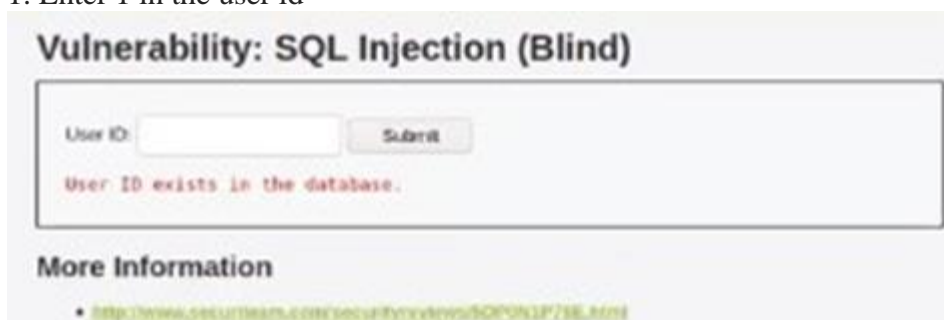 1. Enter 1 in the user id
Vulnerability: SQL Injection (Blind)
User ID: Submit
User ID exists in the database.
More Information